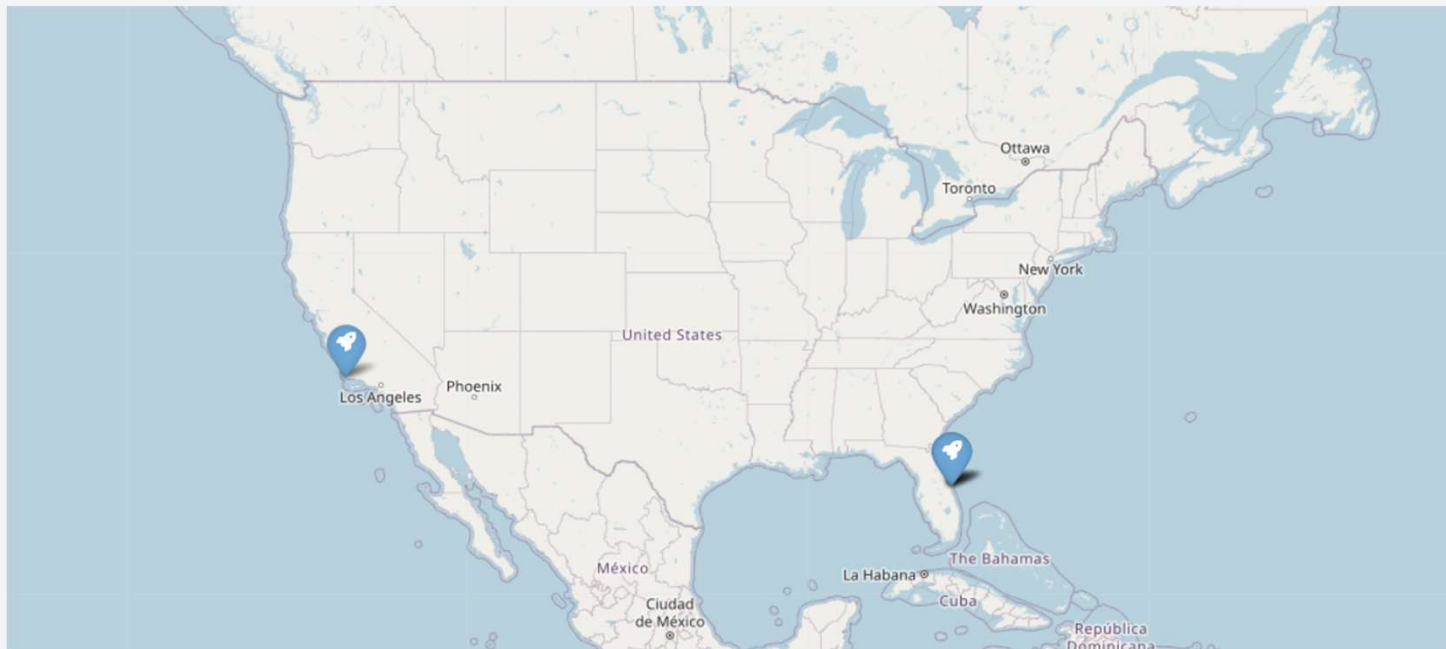 Ottawa
Toronto
New York
Washington
United States
Los Angeles
Phoenix
The Bahamas
La Habana
México
Cuba
Ciudad
de México
República
Dominicana